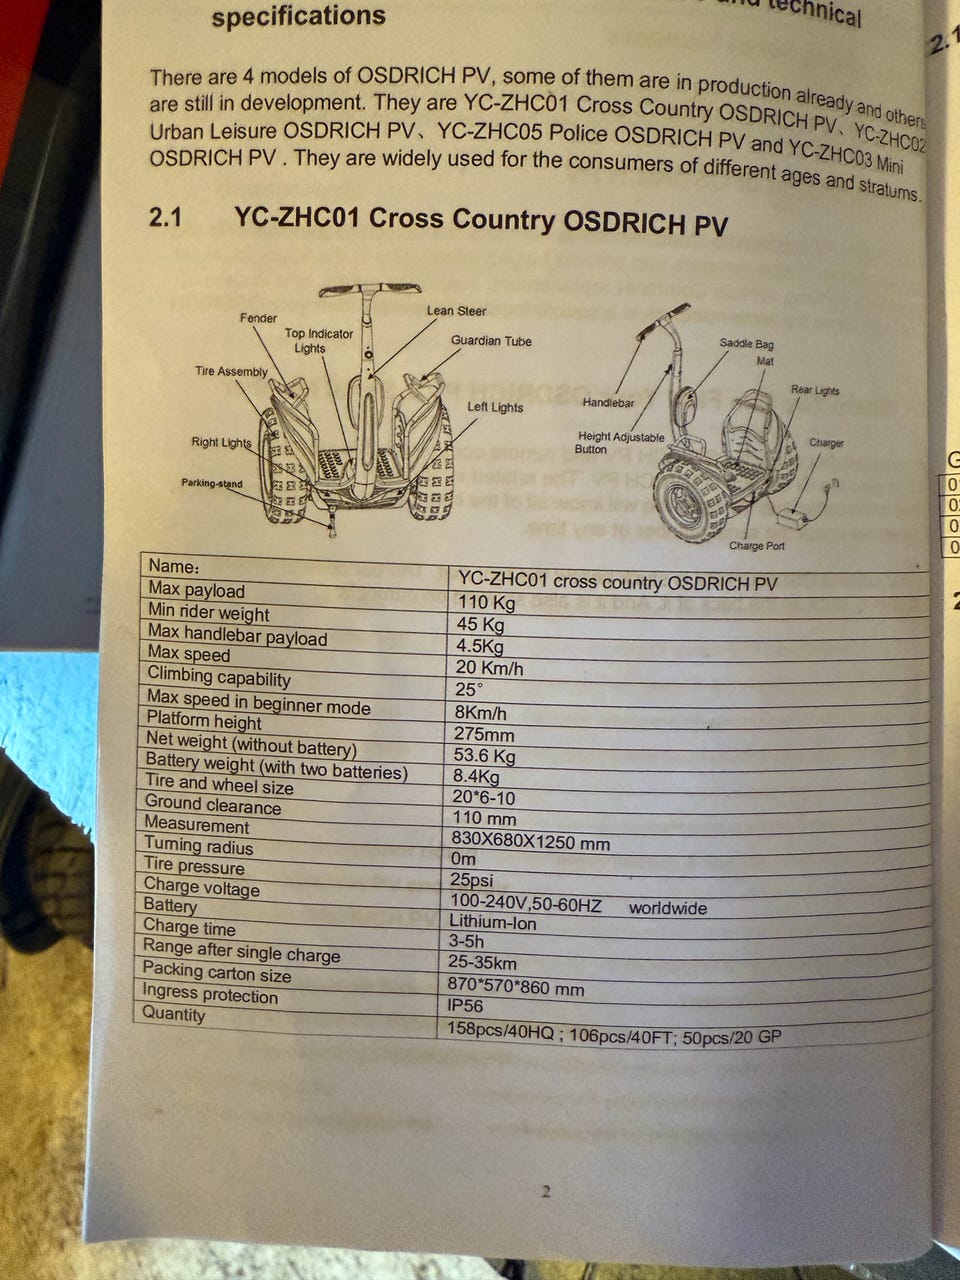 and technical
specifications
There are 4 models of OSDRICH PV, some of them are in production already and others
are still in development. They are YC-ZHC01 Cross Country OSDRICH PV、YC-ZHC02
Urban Leisure OSDRICH PV、YC-ZHC05 Police OSDRICH PV and YC-ZHC03 Mini
OSDRICH PV . They are widely used for the consumers of different ages and stratums.
2.1 YC-ZHC01 Cross Country OSDRICH PV
Fender
Top Indicator
Lights
Lean Steer
Guardian Tube
Tire Assembly
Left Lights
Right Lights
Parking-stand
Saddle Bag
Mat
Rear Lights
Handlebar
Height Adjustable
Button
Charger
Charge Port
Name: YC-ZHC01 cross country OSDRICH PV
Max payload 110 Kg
Min rider weight 45 Kg
Max handlebar payload 4.5Kg
Max speed 20 Km/h
Climbing capability 25°
Max speed in beginner mode 8Km/h
Platform height 275mm
Net weight (without battery) 53.6 Kg
Battery weight (with two batteries) 8.4Kg
Tire and wheel size 20*6-10
Ground clearance 110 mm
Measurement 830X680X1250 mm
Turning radius 0m
Tire pressure 25psi
Charge voltage 100-240V,50-60HZ worldwide
Battery Lithium-Ion
Charge time 3-5h
Range after single charge 25-35km
Packing carton size 870*570*860 mm
Ingress protection IP56
Quantity 158pcs/40HQ ; 106pcs/40FT; 50pcs/20 GP
2
2.1